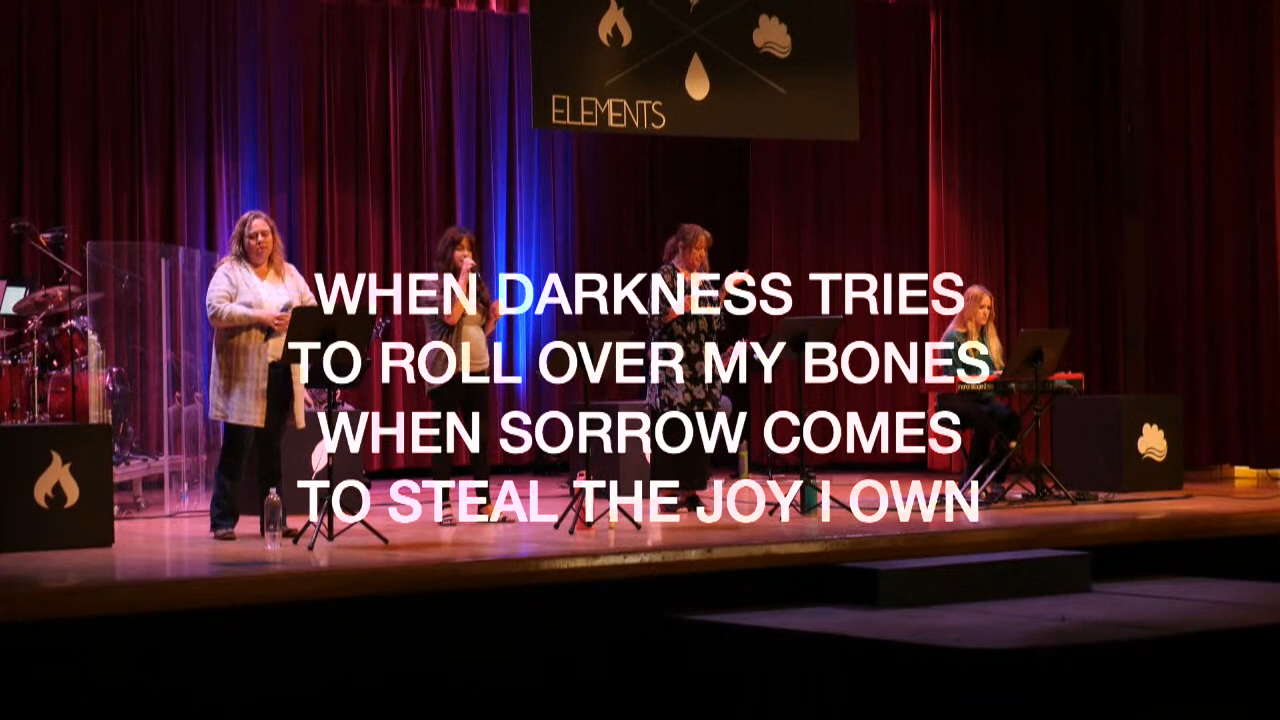 ELEMENTS
WHEN DARKNESS TRIES
TO ROLL OVER MY BONES
WHEN SORROW COMES
TO STEAL THE JOY I OWN